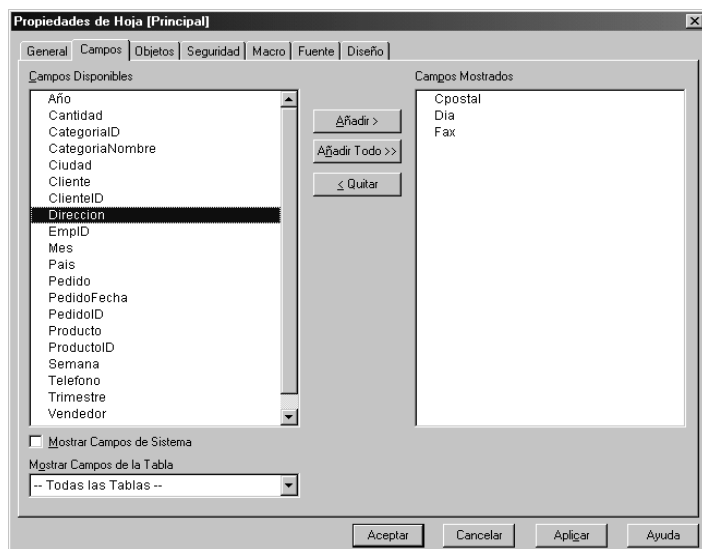 Propiedades de Hoja [Principal]
General Campos Objetos Seguridad Macro Fuente Diseño
Campos Disponibles
Año
Cantidad
CategoriaID
CategoriaNombre
Ciudad
Cliente
ClienteID
Direccion
EmpID
Mes
Pais
Pedido
PedidoFecha
PedidoID
Producto
ProductoID
Semana
Telefono
Trimestre
Vendedor
Mostrar Campos de Sistema
Mostrar Campos de la Tabla
-- Todas las Tablas --
Añadir >
Añadir Todo >>
< Quitar
Campos Mostrados
Cpostal
Dia
Fax
Aceptar Cancelar Aplicar Ayuda